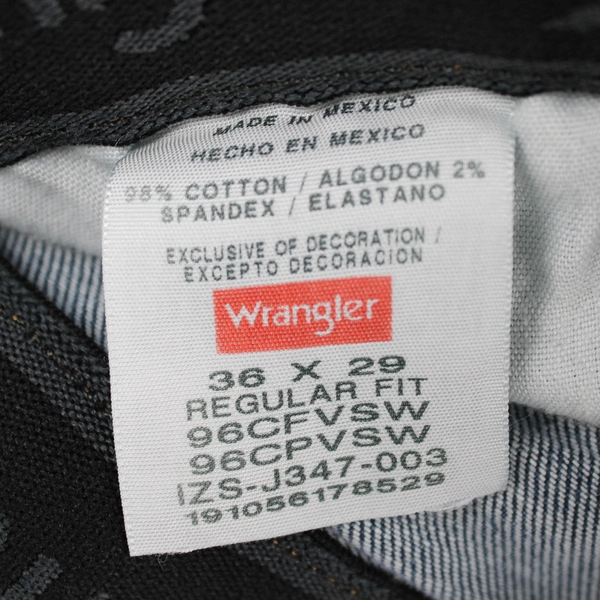 MADE IN MEXICO
HECHO EN MEXICO
98% COTTON / ALGODON 2%
SPANDEX / ELASTANO
EXCLUSIVE OF DECORATION /
EXCEPTO DECORACION
Wrangler
36 X 29
REGULAR FIT
96CFVSW
96CPVSW
IZS-J347-003
191056178529